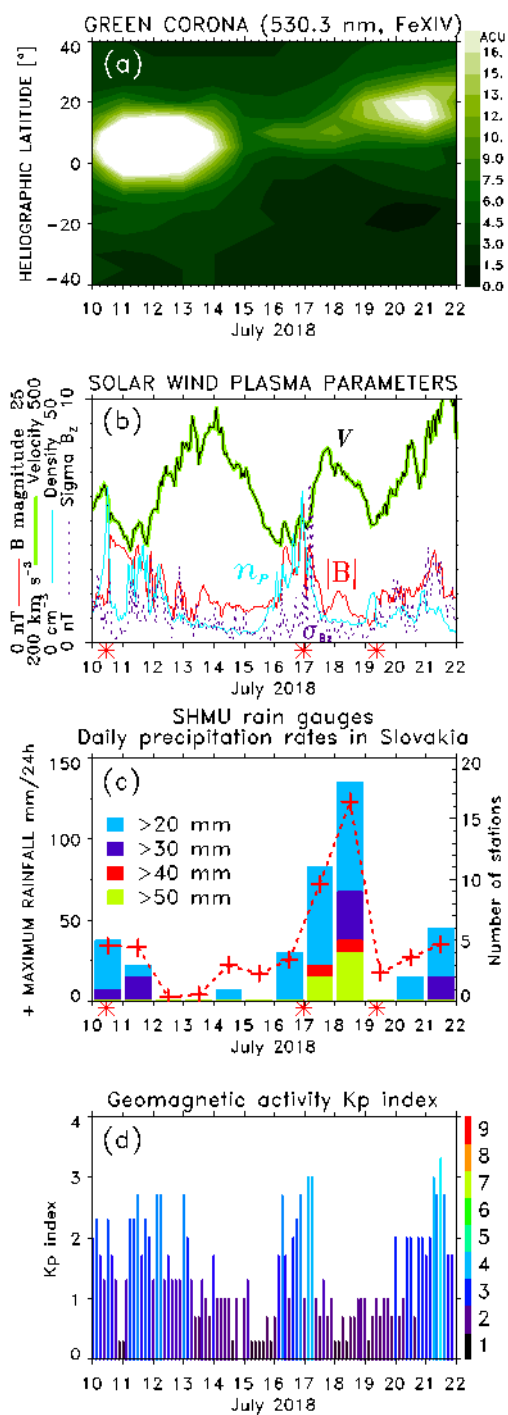 GREEN CORONA (530.3 nm, FeXIV)
ACU
(a)
HELIOGRAPHIC LATITUDE [°]
40
20
0
-20
-40
16.
15.
13.
12.
10.
9.0
7.5
6.0
4.5
3.0
1.5
0.0
10 11 12 13 14 15 16 17 18 19 20 21 22
July 2018
SOLAR WIND PLASMA PARAMETERS
(b)
0 nT B magnitude 25
200 km s⁻¹ Velocity 500
0 cm⁻³ Density 50
0 nT Sigma Bz 10
V
nₚ
|B|
σBz
10 11 12 13 14 15 16 17 18 19 20 21 22
July 2018
SHMU rain gauges
Daily precipitation rates in Slovakia
(c)
+ MAXIMUM RAINFALL mm/24h
150
100
50
0
>20 mm
>30 mm
>40 mm
>50 mm
20
15
10
5
0
Number of stations
10 11 12 13 14 15 16 17 18 19 20 21 22
July 2018
Geomagnetic activity Kp index
(d)
Kp index
4
3
2
1
0
9
8
7
6
5
4
3
2
1
10 11 12 13 14 15 16 17 18 19 20 21 22
July 2018